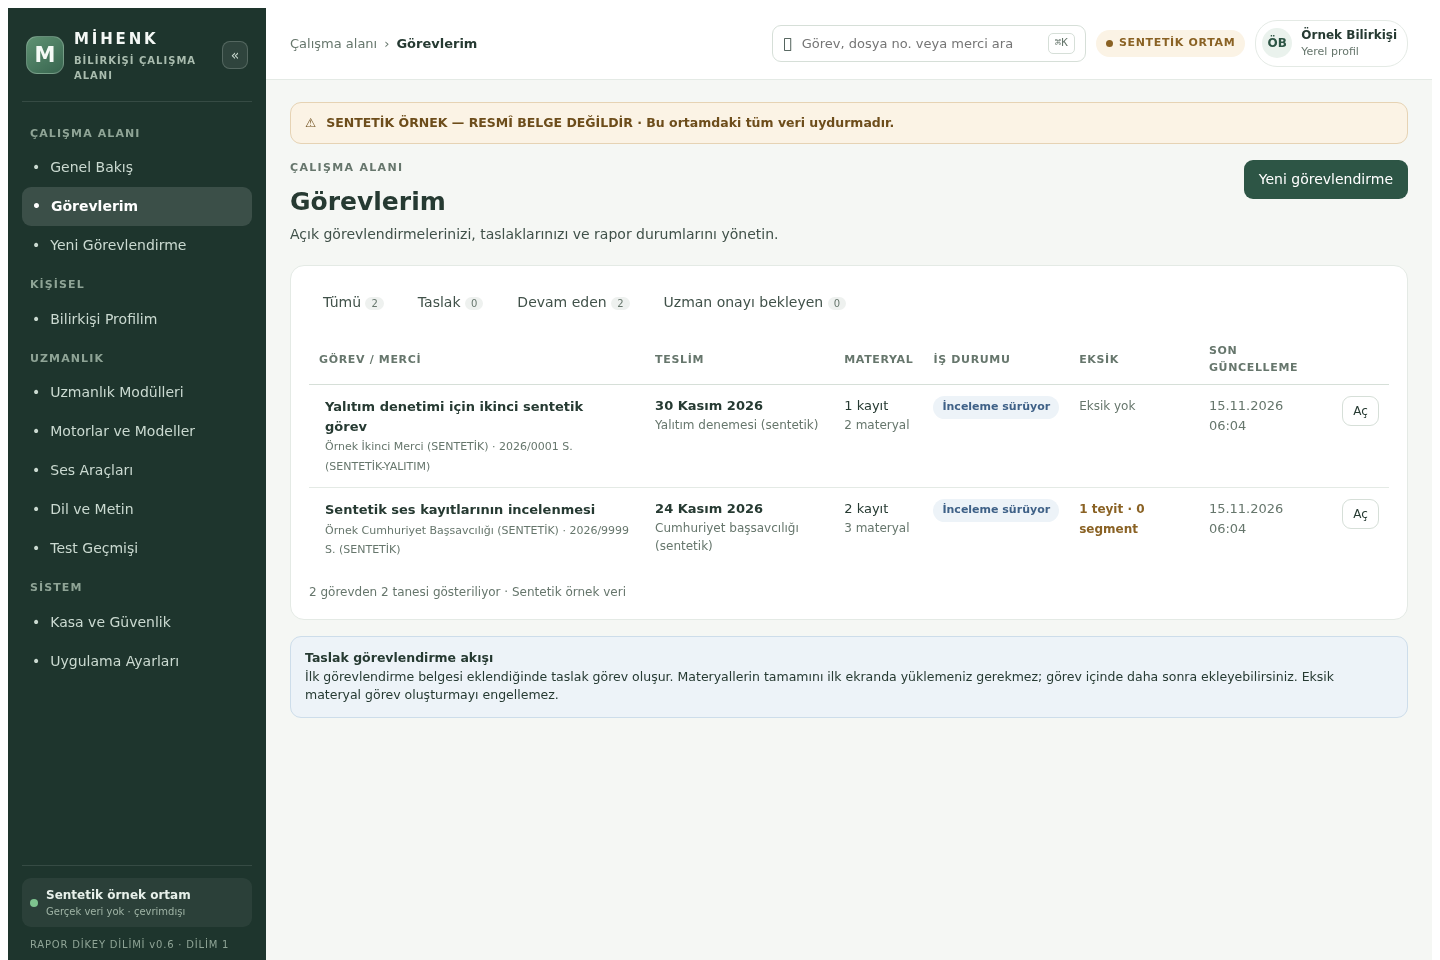 M
MİHENK
BİLİRKİŞİ ÇALIŞMA
ALANI
«
ÇALIŞMA ALANI
• Genel Bakış
• Görevlerim
• Yeni Görevlendirme
KİŞİSEL
• Bilirkişi Profilim
UZMANLIK
• Uzmanlık Modülleri
• Motorlar ve Modeller
• Ses Araçları
• Dil ve Metin
• Test Geçmişi
SİSTEM
• Kasa ve Güvenlik
• Uygulama Ayarları
Sentetik örnek ortam
Gerçek veri yok · çevrimdışı
RAPOR DİKEY DİLİMİ v0.6 · DİLİM 1
Çalışma alanı › Görevlerim
Görev, dosya no. veya merci ara ⌘K
SENTETİK ORTAM
ÖB
Örnek Bilirkişi
Yerel profil
⚠ SENTETİK ÖRNEK — RESMÎ BELGE DEĞİLDİR · Bu ortamdaki tüm veri uydurmadır.
ÇALIŞMA ALANI
Görevlerim
Açık görevlendirmelerinizi, taslaklarınızı ve rapor durumlarını yönetin.
Yeni görevlendirme
Tümü 2 Taslak 0 Devam eden 2 Uzman onayı bekleyen 0
GÖREV / MERCİ TESLİM MATERYAL İŞ DURUMU EKSİK SON GÜNCELLEME
Yalıtım denetimi için ikinci sentetik
görev
Örnek İkinci Merci (SENTETİK) · 2026/0001 S.
(SENTETİK-YALITIM)
30 Kasım 2026
Yalıtım denemesi (sentetik)
1 kayıt
2 materyal
İnceleme sürüyor
Eksik yok
15.11.2026
06:04
Aç
Sentetik ses kayıtlarının incelenmesi
Örnek Cumhuriyet Başsavcılığı (SENTETİK) · 2026/9999
S. (SENTETİK)
24 Kasım 2026
Cumhuriyet başsavcılığı
(sentetik)
2 kayıt
3 materyal
İnceleme sürüyor
1 teyit · 0
segment
15.11.2026
06:04
Aç
2 görevden 2 tanesi gösteriliyor · Sentetik örnek veri
Taslak görevlendirme akışı
İlk görevlendirme belgesi eklendiğinde taslak görev oluşur. Materyallerin tamamını ilk ekranda yüklemeniz gerekmez; görev içinde daha sonra ekleyebilirsiniz. Eksik
materyal görev oluşturmayı engellemez.